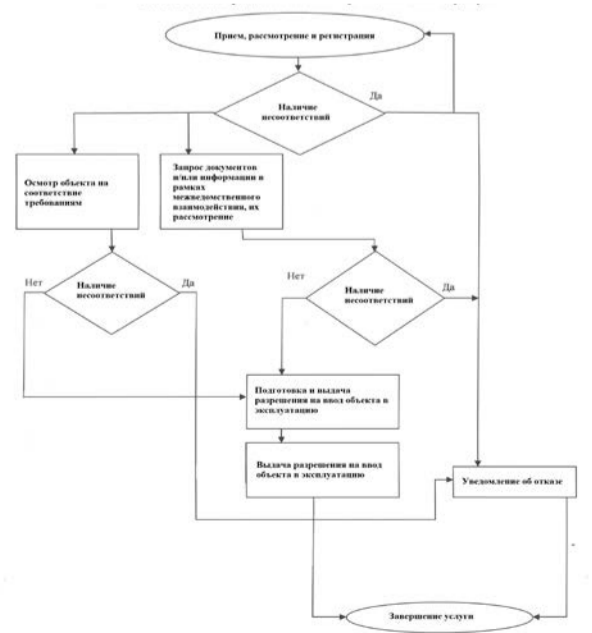 Прием, рассмотрение и регистрация
Да
Наличие
несоответствий
Осмотр объекта на
соответствие
требованиям
Запрос документов
и/или информации в
рамках
межведомственного
взаимодействия, их
рассмотрение
Нет
Наличие
несоответствий
Да
Нет
Наличие
несоответствий
Да
Подготовка и выдача
разрешения на ввод объекта в
эксплуатацию
Выдача разрешения на ввод
объекта в эксплуатацию
Уведомление об отказе
Завершение услуги